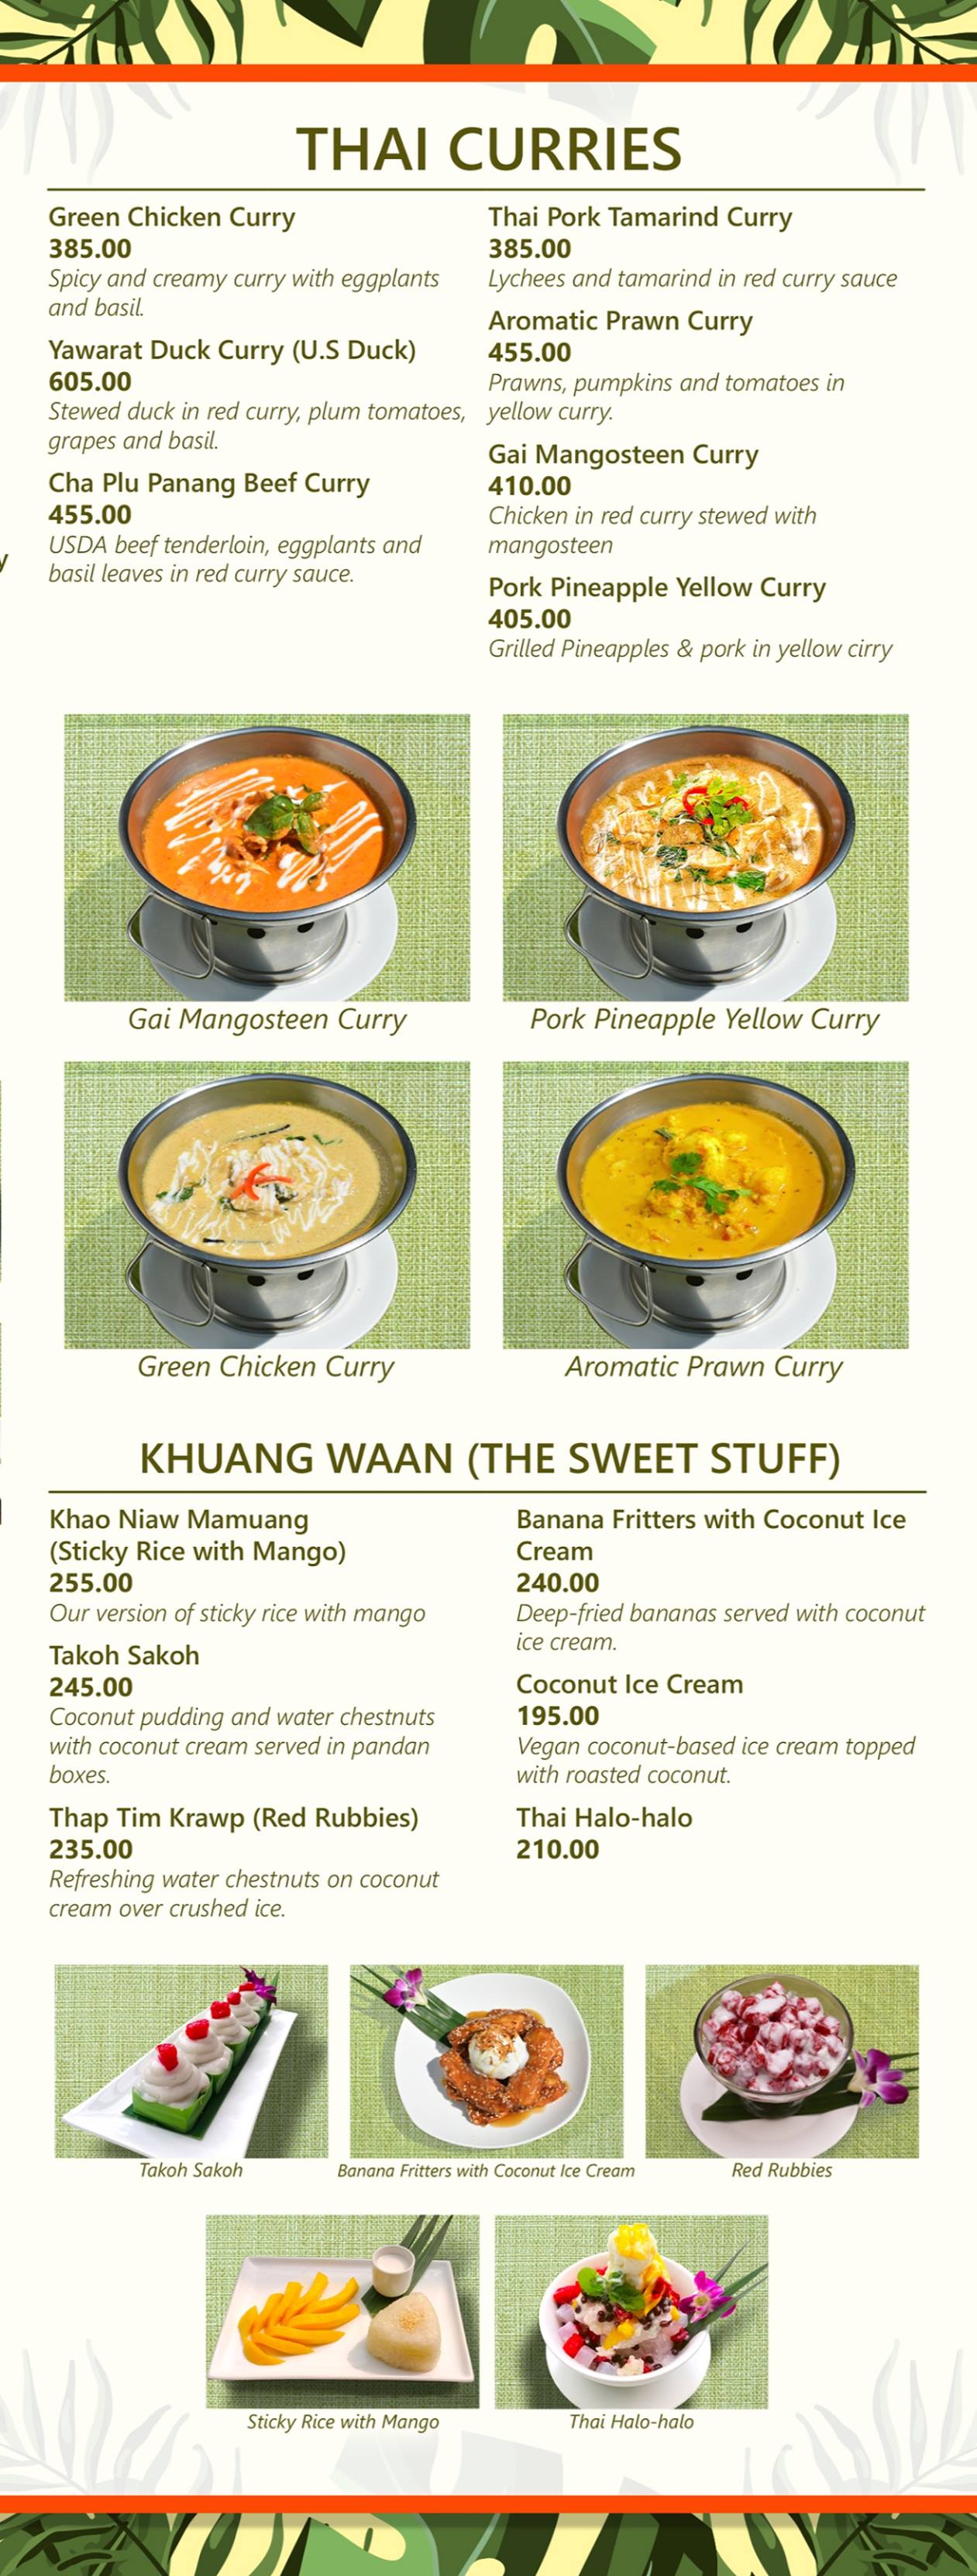 THAI CURRIES
Green Chicken Curry
385.00
Spicy and creamy curry with eggplants
and basil.
Yawarat Duck Curry (U.S Duck)
605.00
Stewed duck in red curry, plum tomatoes,
grapes and basil.
Cha Plu Panang Beef Curry
455.00
USDA beef tenderloin, eggplants and
basil leaves in red curry sauce.
Thai Pork Tamarind Curry
385.00
Lychees and tamarind in red curry sauce
Aromatic Prawn Curry
455.00
Prawns, pumpkins and tomatoes in
yellow curry.
Gai Mangosteen Curry
410.00
Chicken in red curry stewed with
mangosteen
Pork Pineapple Yellow Curry
405.00
Grilled Pineapples & pork in yellow cirry
Gai Mangosteen Curry
Pork Pineapple Yellow Curry
Green Chicken Curry
Aromatic Prawn Curry
KHUANG WAAN (THE SWEET STUFF)
Khao Niaw Mamuang
(Sticky Rice with Mango)
255.00
Our version of sticky rice with mango
Takoh Sakoh
245.00
Coconut pudding and water chestnuts
with coconut cream served in pandan
boxes.
Thap Tim Krawp (Red Rubbies)
235.00
Refreshing water chestnuts on coconut
cream over crushed ice.
Banana Fritters with Coconut Ice
Cream
240.00
Deep-fried bananas served with coconut
ice cream.
Coconut Ice Cream
195.00
Vegan coconut-based ice cream topped
with roasted coconut.
Thai Halo-halo
210.00
Takoh Sakoh
Banana Fritters with Coconut Ice Cream
Red Rubbies
Sticky Rice with Mango
Thai Halo-halo